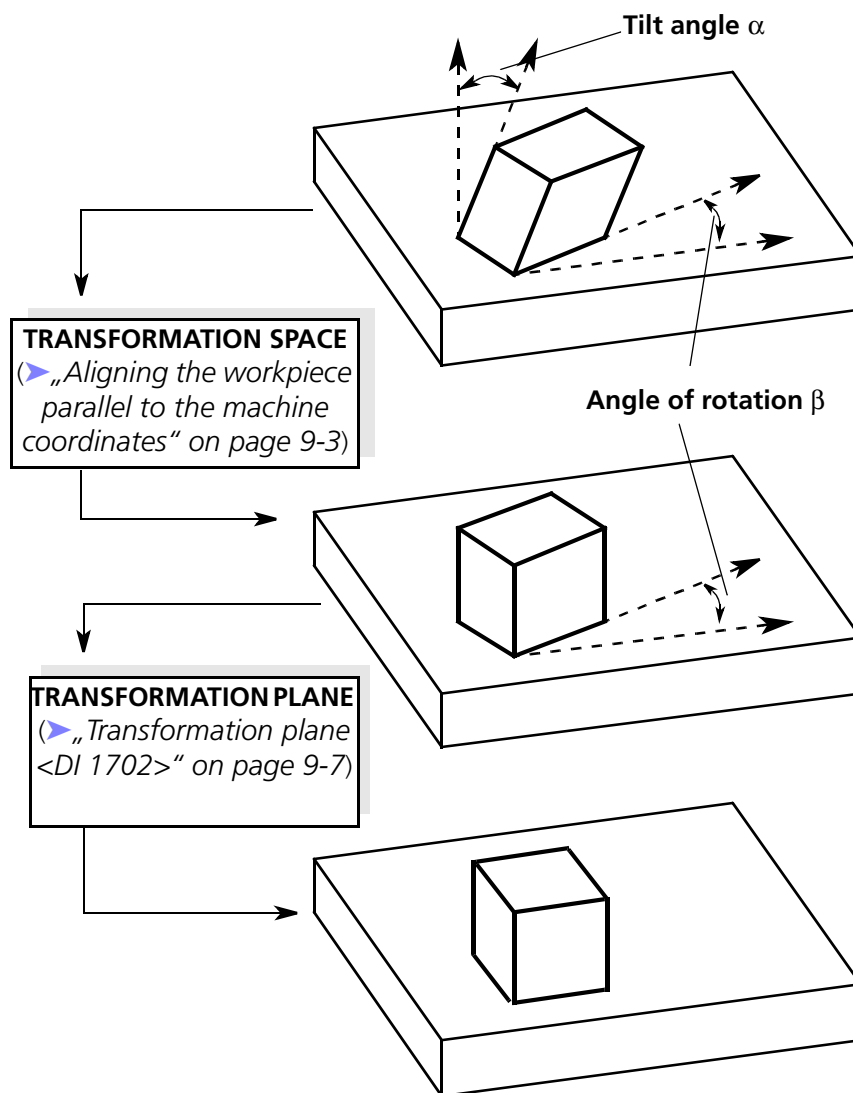 Tilt angle α
TRANSFORMATION SPACE
(➤ „Aligning the workpiece
parallel to the machine
coordinates“ on page 9-3)
Angle of rotation β
TRANSFORMATION PLANE
(➤ „Transformation plane
<DI 1702>“ on page 9-7)